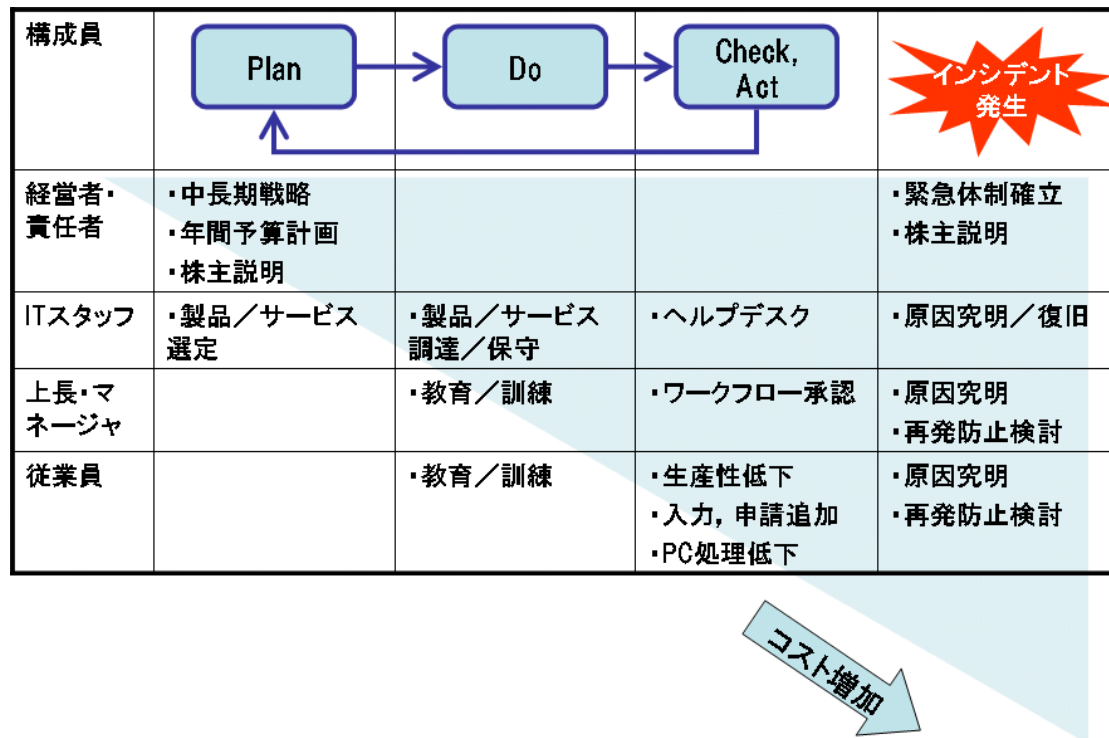 構成員
Plan
Do
Check,
Act
インシデント
発生
経営者・
責任者
・中長期戦略
・年間予算計画
・株主説明
・緊急体制確立
・株主説明
ITスタッフ
・製品／サービス
選定
・製品／サービス
調達／保守
・ヘルプデスク
・原因究明／復旧
上長・マ
ネージャ
・教育／訓練
・ワークフロー承認
・原因究明
・再発防止検討
従業員
・教育／訓練
・生産性低下
・入力，申請追加
・PC処理低下
・原因究明
・再発防止検討
コスト増加